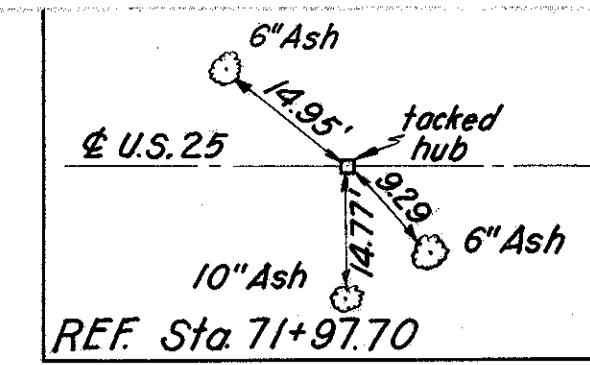 6" Ash
14.95'
tacked
hub
℄ U.S. 25
9.29
14.77'
6" Ash
10" Ash
REF. Sta. 71+97.70